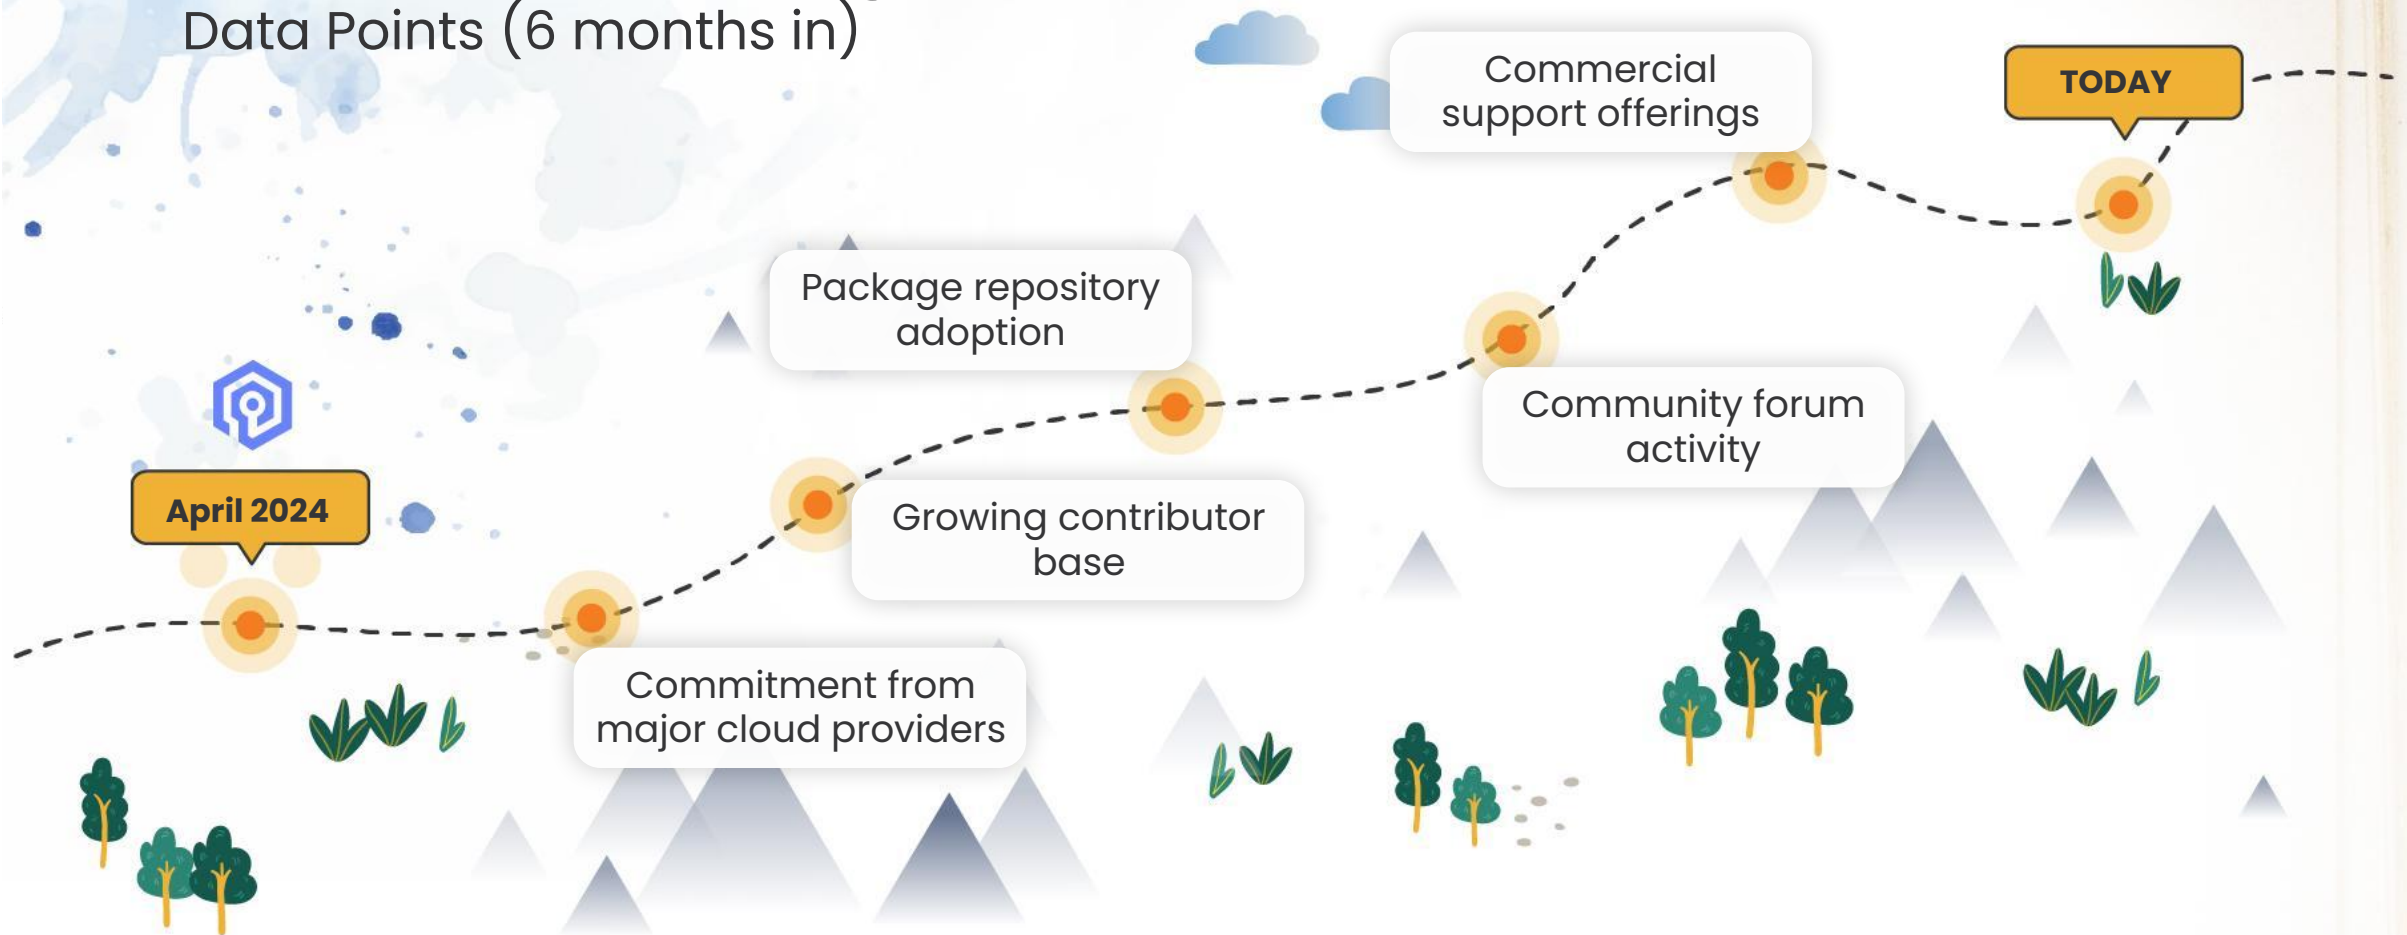 Data Points (6 months in)
Commercial
support offerings
TODAY
Package repository
adoption
Community forum
activity
April 2024
Growing contributor
base
Commitment from
major cloud providers